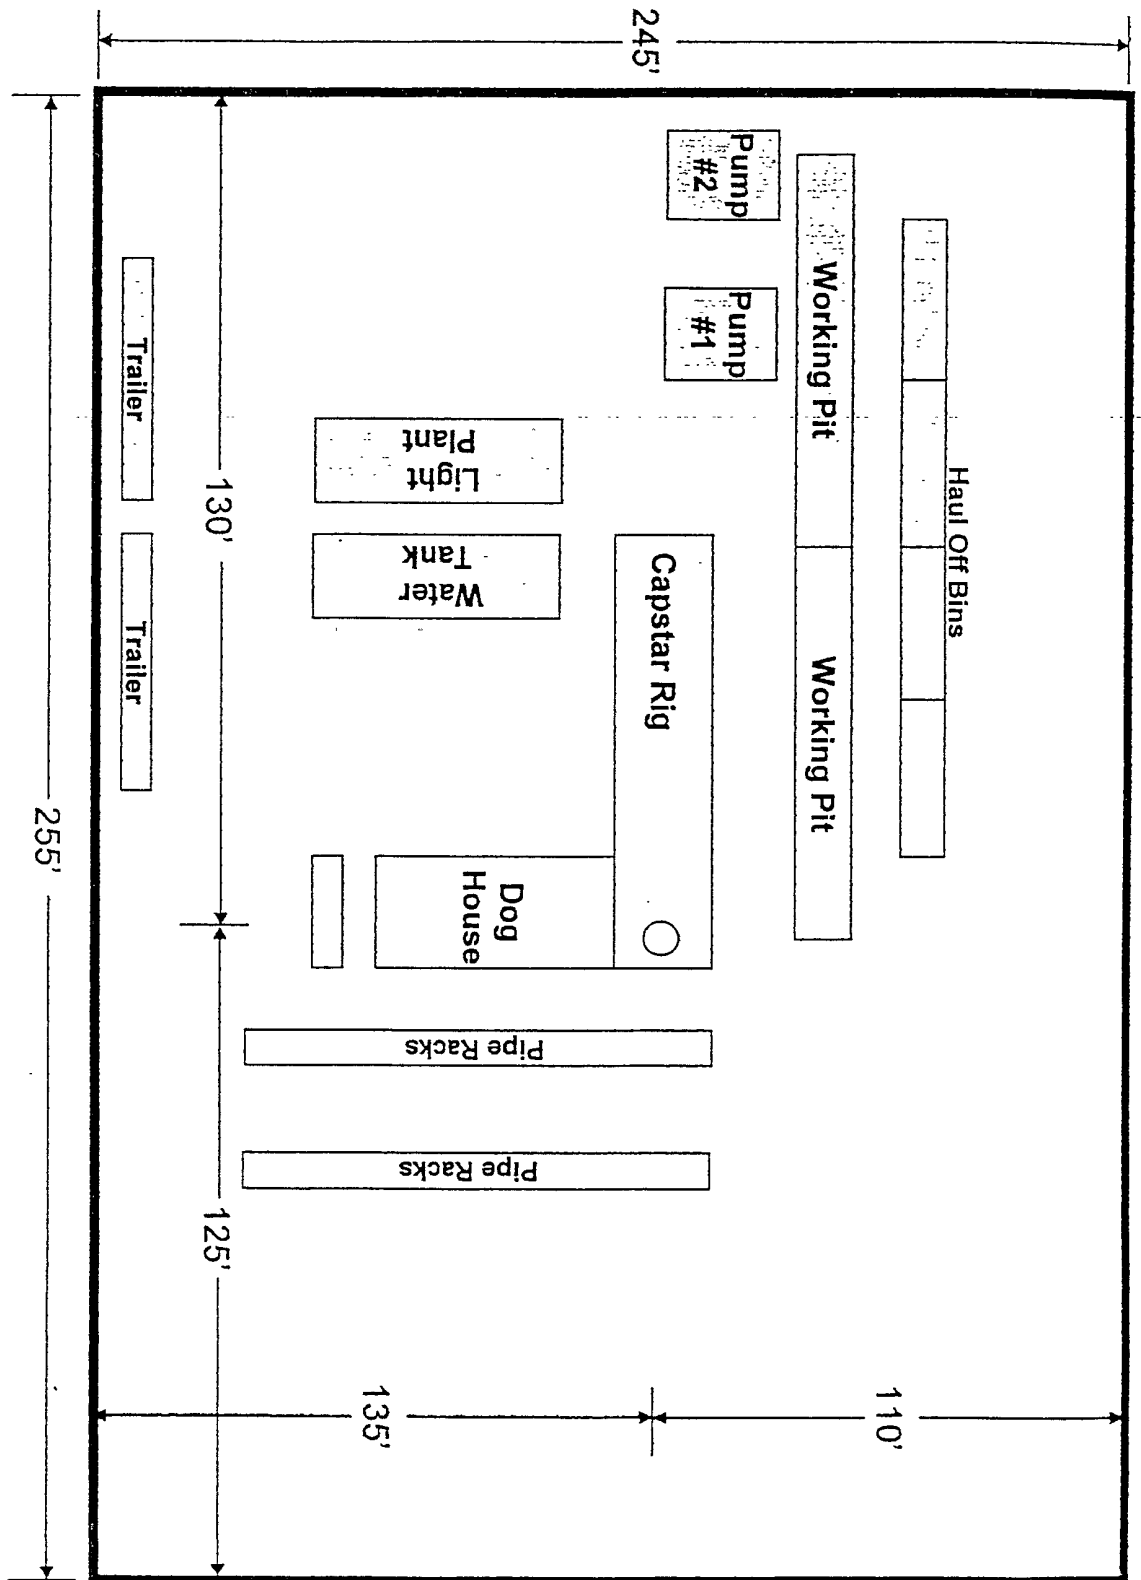 245'
Pump
#2
Pump
#1
Working Pit
Working Pit
Haul Off Bins
Trailer
Trailer
130'
Light
Plant
Water
Tank
Capstar Rig
Dog
House
Pipe Racks
Pipe Racks
125'
135'
110'
255'